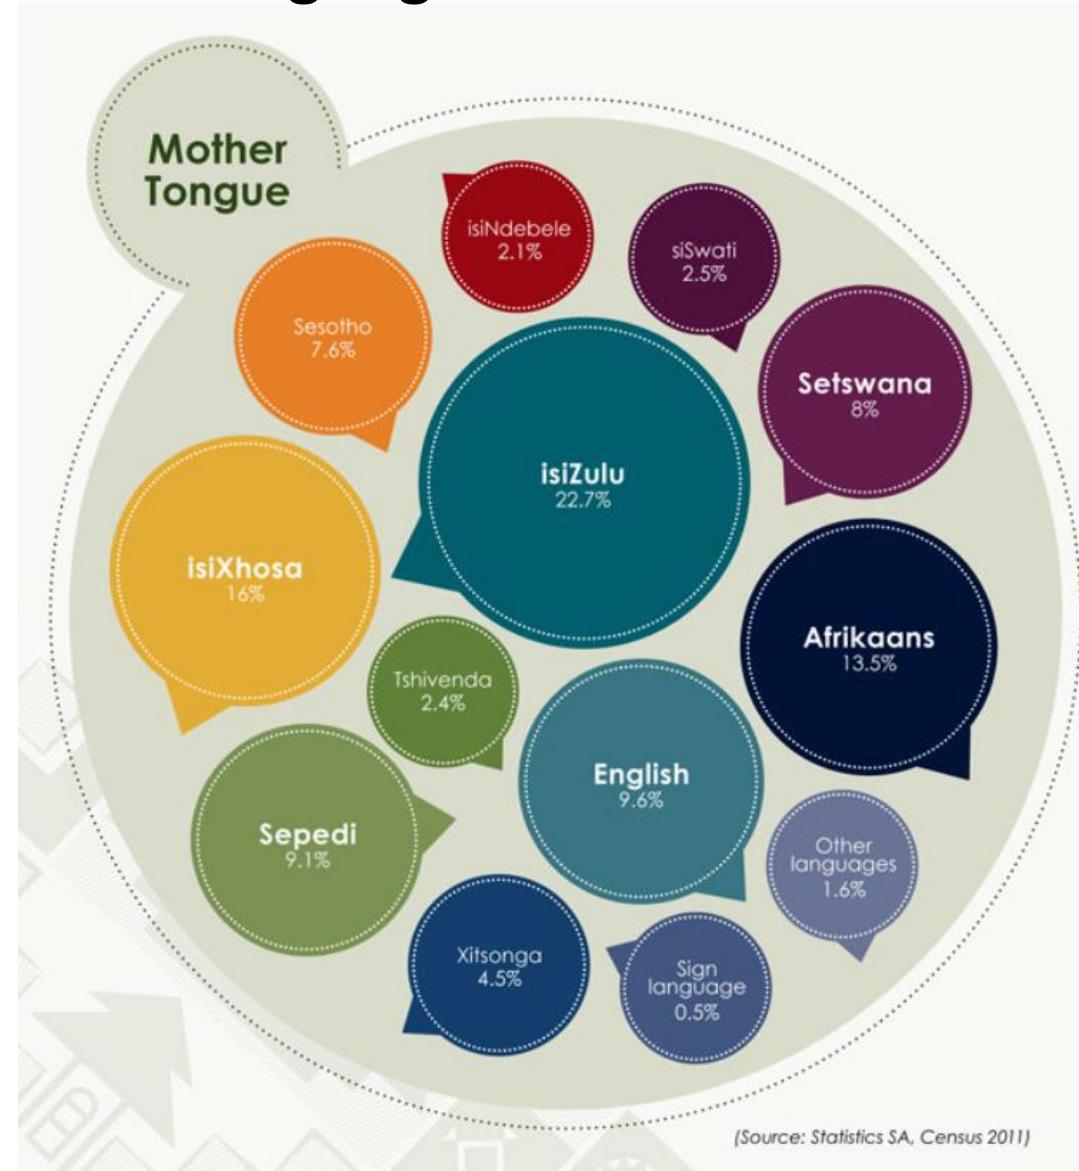 Mother
Tongue
isiNdebele
2.1%
siSwati
2.5%
Sesotho
7.6%
Setswana
8%
isiZulu
22.7%
isiXhosa
16%
Afrikaans
13.5%
Tshivenda
2.4%
English
9.6%
Sepedi
9.1%
Other
languages
1.6%
Xitsonga
4.5%
Sign
language
0.5%
(Source: Statistics SA, Census 2011)